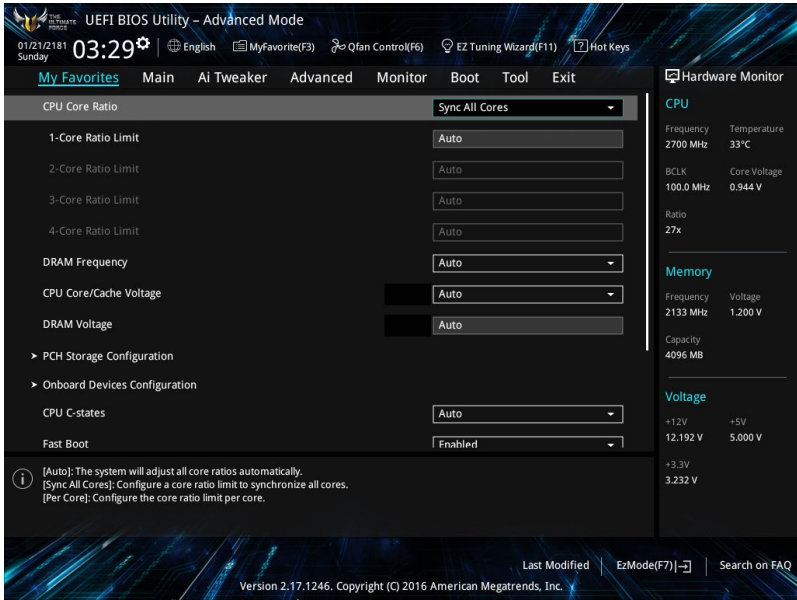 THE ULTIMATE FORCE
UEFI BIOS Utility – Advanced Mode
01/21/2181
Sunday
03:29
English
MyFavorite(F3)
Qfan Control(F6)
EZ Tuning Wizard(F11)
? Hot Keys
My Favorites Main Ai Tweaker Advanced Monitor Boot Tool Exit
CPU Core Ratio Sync All Cores
1-Core Ratio Limit Auto
2-Core Ratio Limit Auto
3-Core Ratio Limit Auto
4-Core Ratio Limit Auto
DRAM Frequency Auto
CPU Core/Cache Voltage Auto
DRAM Voltage Auto
> PCH Storage Configuration
> Onboard Devices Configuration
CPU C-states Auto
Fast Boot Enabled
[Auto]: The system will adjust all core ratios automatically.
[Sync All Cores]: Configure a core ratio limit to synchronize all cores.
[Per Core]: Configure the core ratio limit per core.
Hardware Monitor
CPU
Frequency Temperature
2700 MHz 33°C
BCLK Core Voltage
100.0 MHz 0.944 V
Ratio
27x
Memory
Frequency Voltage
2133 MHz 1.200 V
Capacity
4096 MB
Voltage
+12V +5V
12.192 V 5.000 V
+3.3V
3.232 V
Last Modified
EzMode(F7)
Search on FAQ
Version 2.17.1246. Copyright (C) 2016 American Megatrends, Inc.